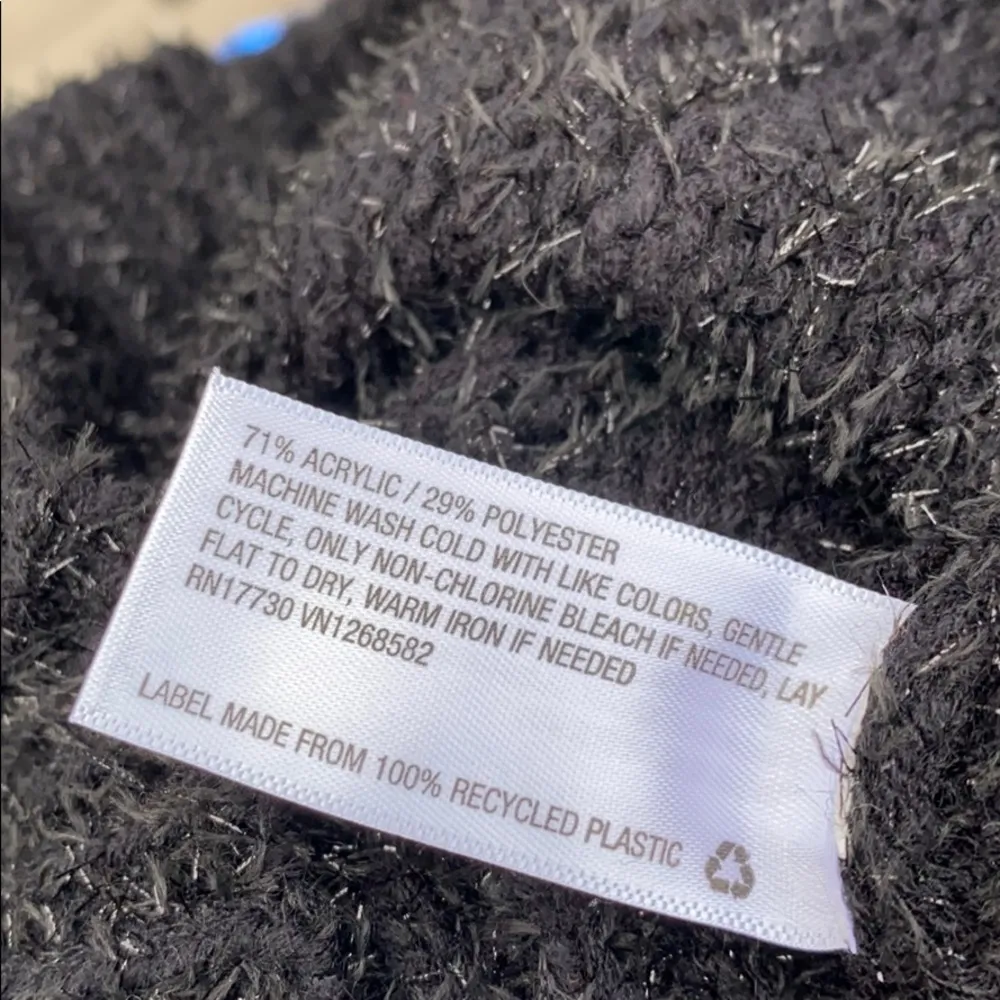 71% ACRYLIC / 29% POLYESTER
MACHINE WASH COLD WITH LIKE COLORS, GENTLE
CYCLE, ONLY NON-CHLORINE BLEACH IF NEEDED, LAY
FLAT TO DRY, WARM IRON IF NEEDED
RN17730 VN1268582
LABEL MADE FROM 100% RECYCLED PLASTIC